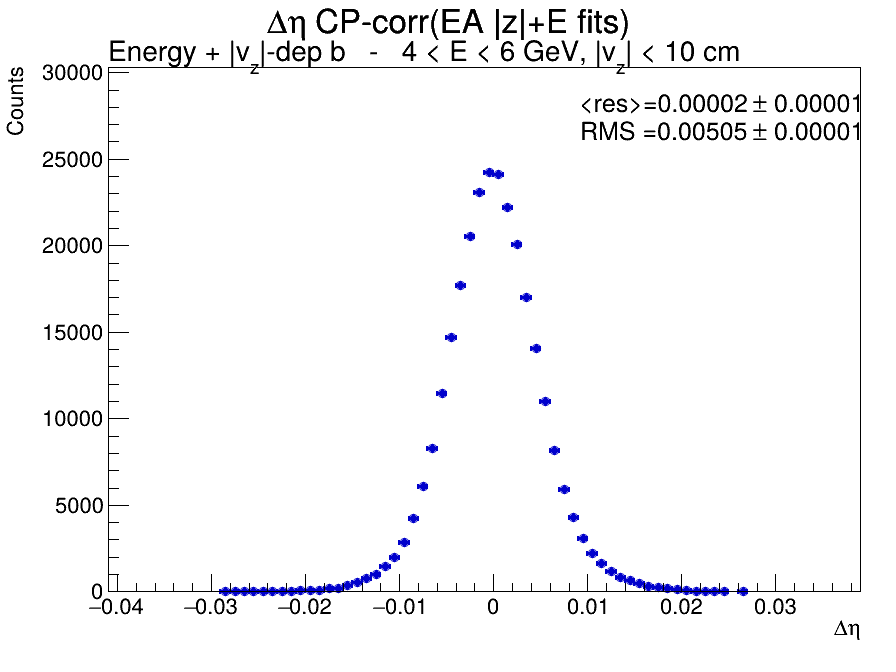 Δη CP-corr(EA |z|+E fits)
Energy + |v_z|-dep b - 4 < E < 6 GeV, |v_z| < 10 cm
Counts
<res>=0.00002 ± 0.00001
RMS =0.00505 ± 0.00001
30000
25000
20000
15000
10000
5000
0
−0.04 −0.03 −0.02 −0.01 0 0.01 0.02 0.03
Δη